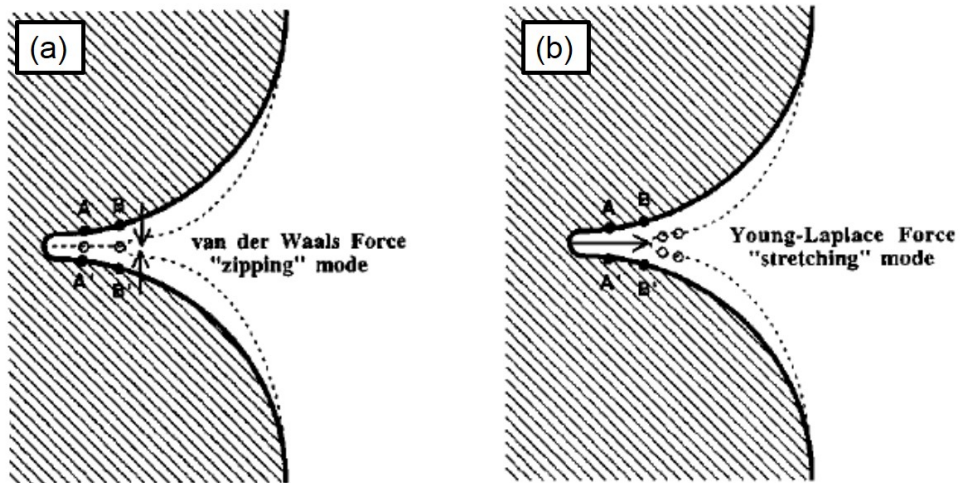 (a)
A B
van der Waals Force
"zipping" mode
A' B'
(b)
A B
Young-Laplace Force
"stretching" mode
A' B'